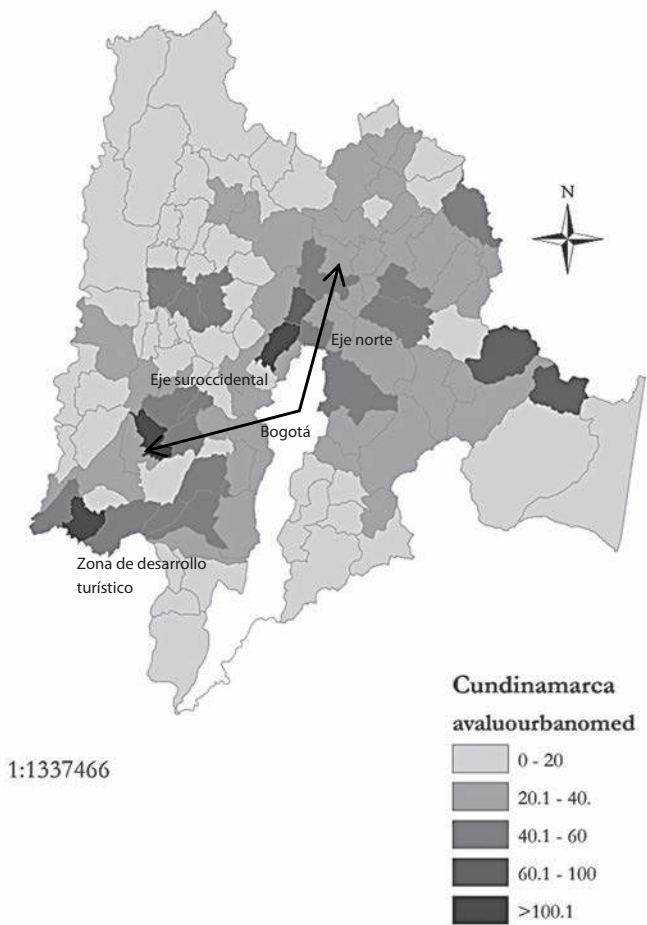 N
Eje norte
Eje suroccidental
Bogotá
Zona de desarrollo
turístico
1:1337466
Cundinamarca
avaluourbanomed
0 - 20
20.1 - 40.
40.1 - 60
60.1 - 100
>100.1